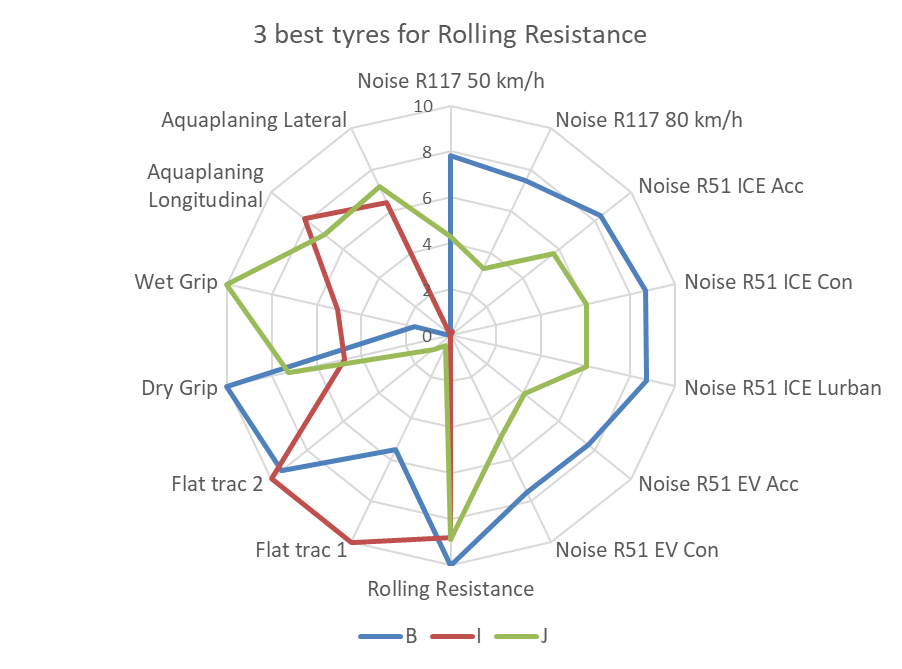 3 best tyres for Rolling Resistance
Noise R117 50 km/h
10
Aquaplaning Lateral
Noise R117 80 km/h
8
Aquaplaning
Longitudinal
Noise R51 ICE Acc
6
4
Wet Grip
2
Noise R51 ICE Con
0
Dry Grip
Noise R51 ICE Lurban
Flat trac 2
Noise R51 EV Acc
Flat trac 1
Noise R51 EV Con
Rolling Resistance
B I J